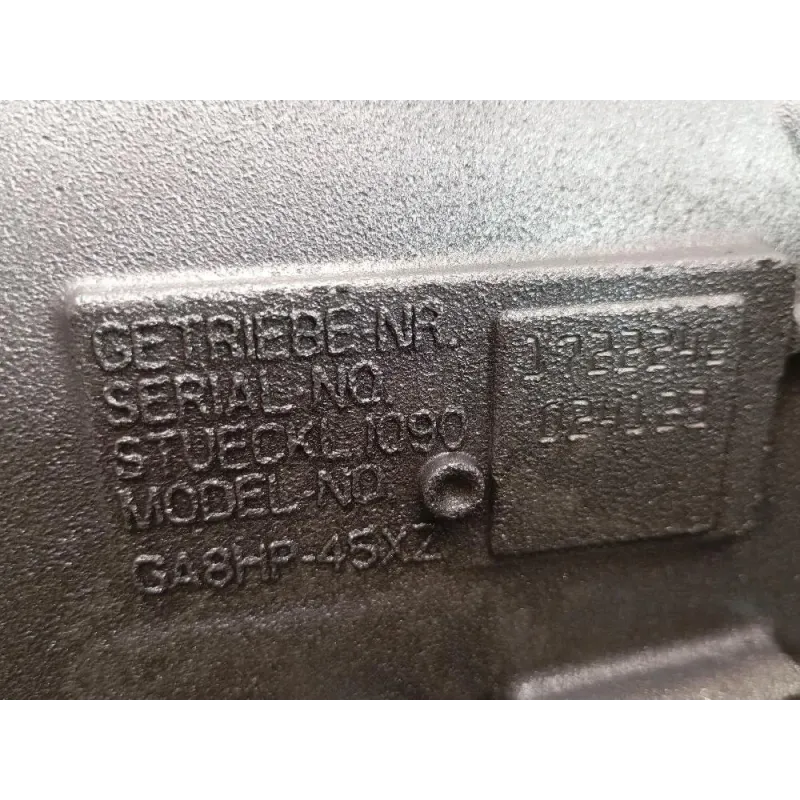 GETRIEBE-NR.
SERIAL-NO.
STUECKL.1090
MODEL-NO.
GA8HP-45XZ